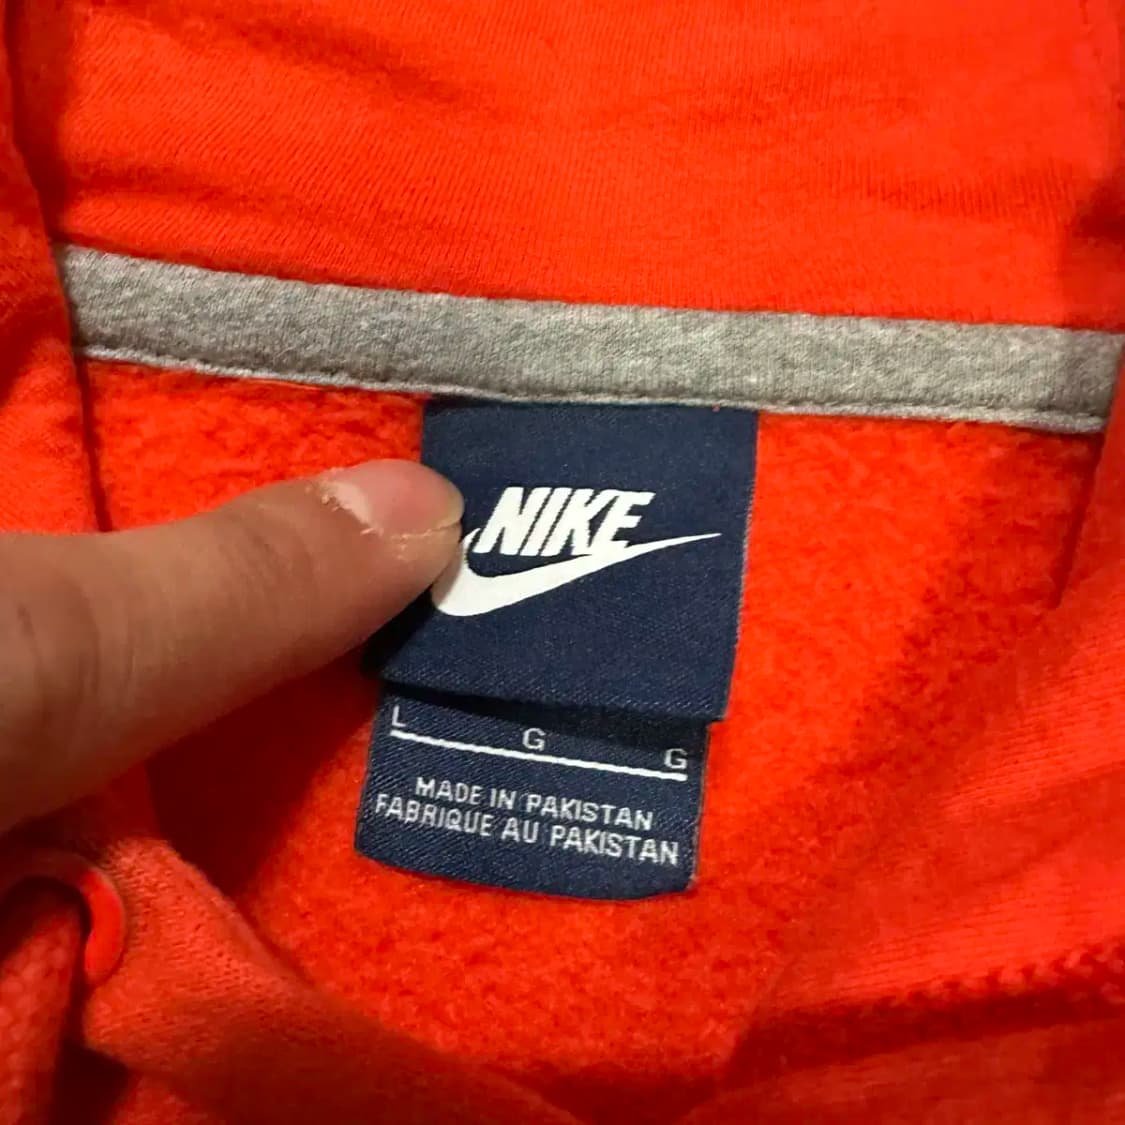 NIKE
L G G
MADE IN PAKISTAN
FABRIQUE AU PAKISTAN